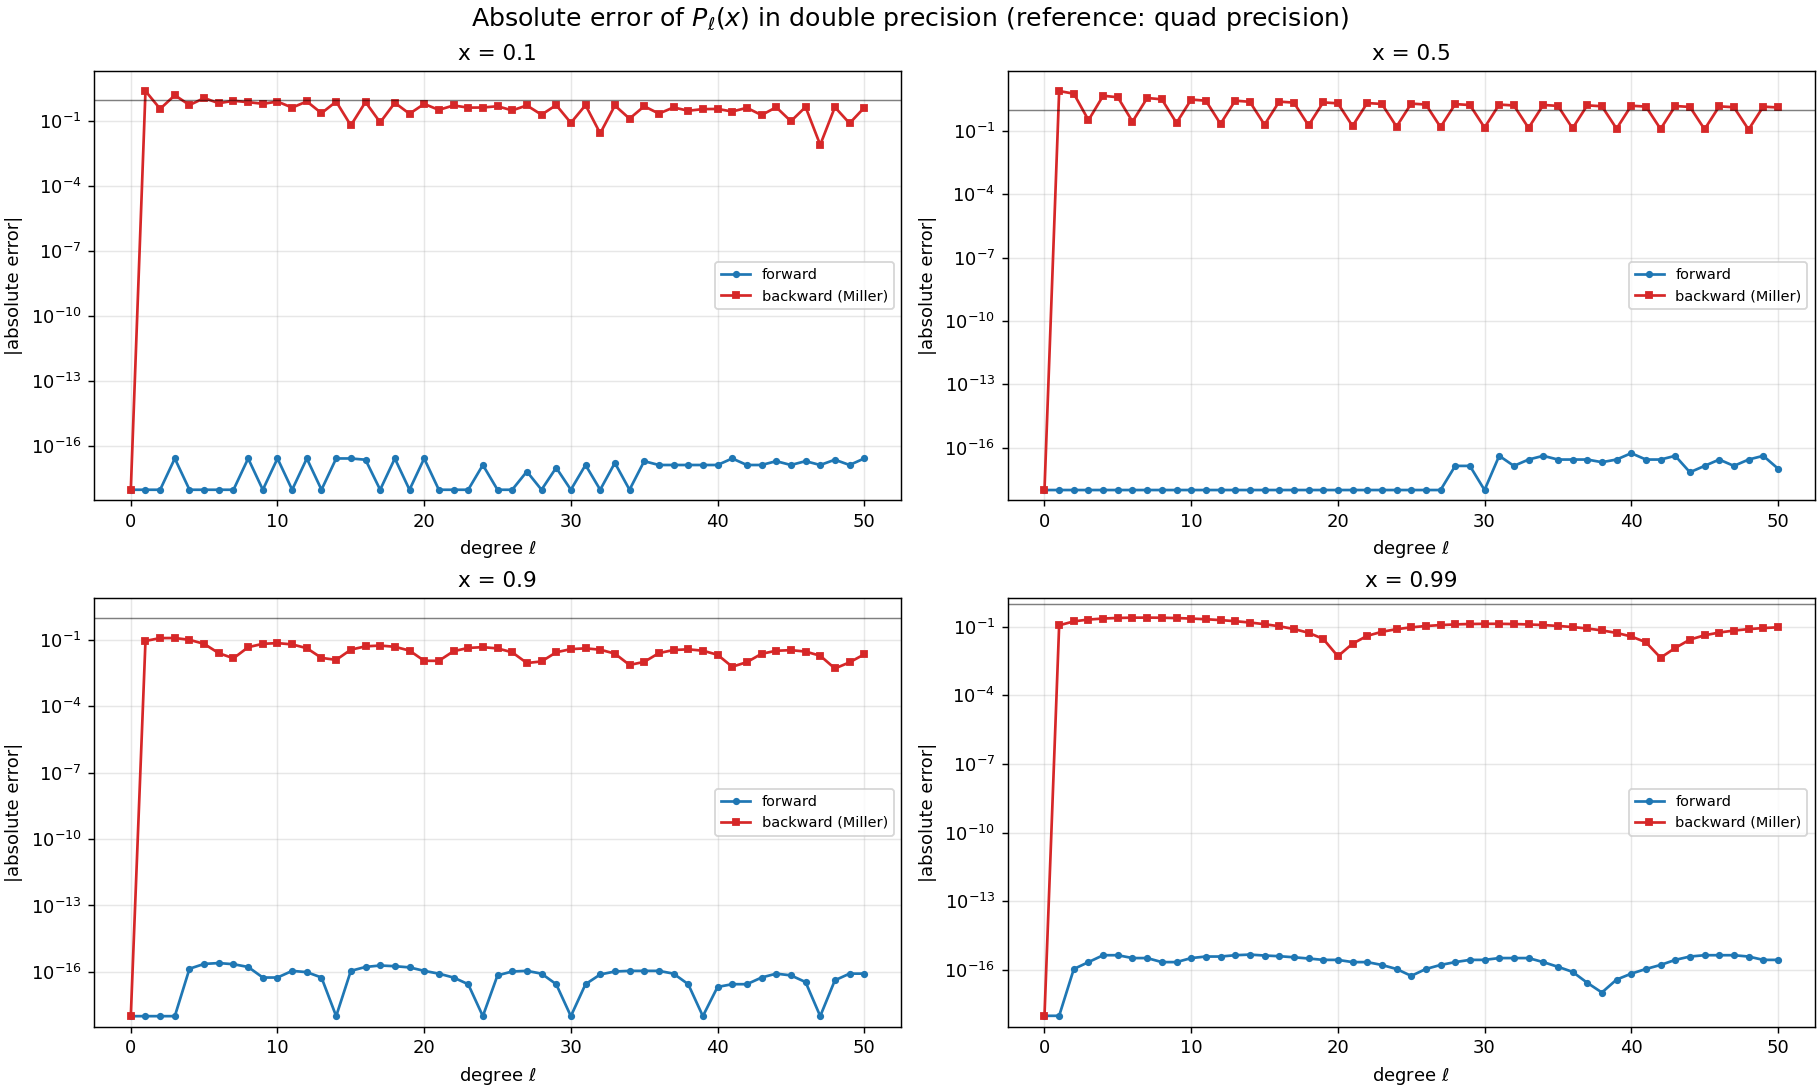 Absolute error of $P_\ell(x)$ in double precision (reference: quad precision)
x = 0.1
|absolute error|
10⁻¹
10⁻⁴
10⁻⁷
10⁻¹⁰
10⁻¹³
10⁻¹⁶
forward
backward (Miller)
0 10 20 30 40 50
degree ℓ
x = 0.5
|absolute error|
10⁻¹
10⁻⁴
10⁻⁷
10⁻¹⁰
10⁻¹³
10⁻¹⁶
forward
backward (Miller)
0 10 20 30 40 50
degree ℓ
x = 0.9
|absolute error|
10⁻¹
10⁻⁴
10⁻⁷
10⁻¹⁰
10⁻¹³
10⁻¹⁶
forward
backward (Miller)
0 10 20 30 40 50
degree ℓ
x = 0.99
|absolute error|
10⁻¹
10⁻⁴
10⁻⁷
10⁻¹⁰
10⁻¹³
10⁻¹⁶
forward
backward (Miller)
0 10 20 30 40 50
degree ℓ